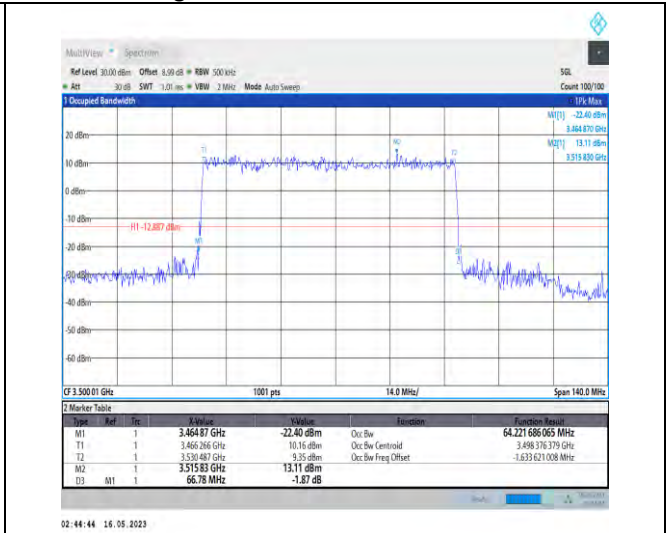 MultiView Spectrum
Ref Level 30.00 dBm Offset 8.99 dB RBW 500 kHz SGL
Att 30 dB SWT 1.01 ms VBW 2 MHz Mode Auto Sweep Count 100/100
1 Occupied Bandwidth 1Pk Max
M1[1] -22.40 dBm
3.464 870 GHz
20 dBm M2[1] 13.11 dBm
3.515 830 GHz
M2
T1 T2
10 dBm
0 dBm
-10 dBm
H1 -12.887 dBm
M1
-20 dBm
D3
-30 dBm
-40 dBm
-50 dBm
-60 dBm
CF 3.500 01 GHz 1001 pts 14.0 MHz/ Span 140.0 MHz
2 Marker Table
Type Ref Trc X-Value Y-Value Function Function Result
M1 1 3.464 87 GHz -22.40 dBm Occ Bw 64.221 686 065 MHz
T1 1 3.466 266 GHz 10.16 dBm Occ Bw Centroid 3.498 376 379 GHz
T2 1 3.530 487 GHz 9.35 dBm Occ Bw Freq Offset -1.633 621 008 MHz
M2 1 3.515 83 GHz 13.11 dBm
D3 M1 1 66.78 MHz -1.87 dB
02:44:44 16.05.2023